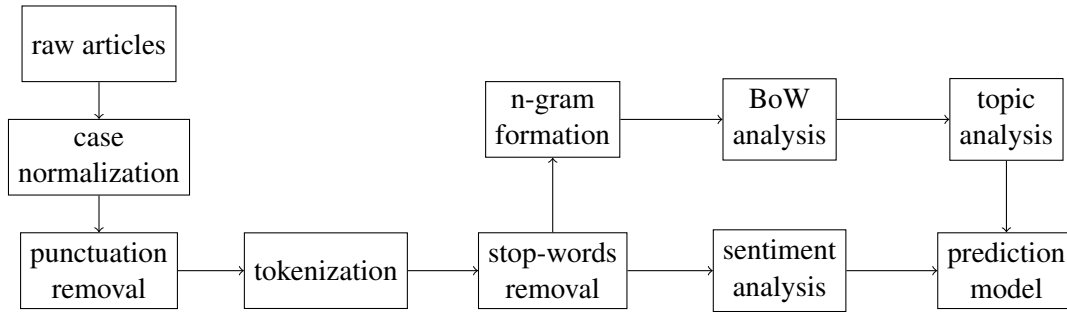 raw articles
case
normalization
punctuation
removal
tokenization
stop-words
removal
n-gram
formation
BoW
analysis
topic
analysis
sentiment
analysis
prediction
model